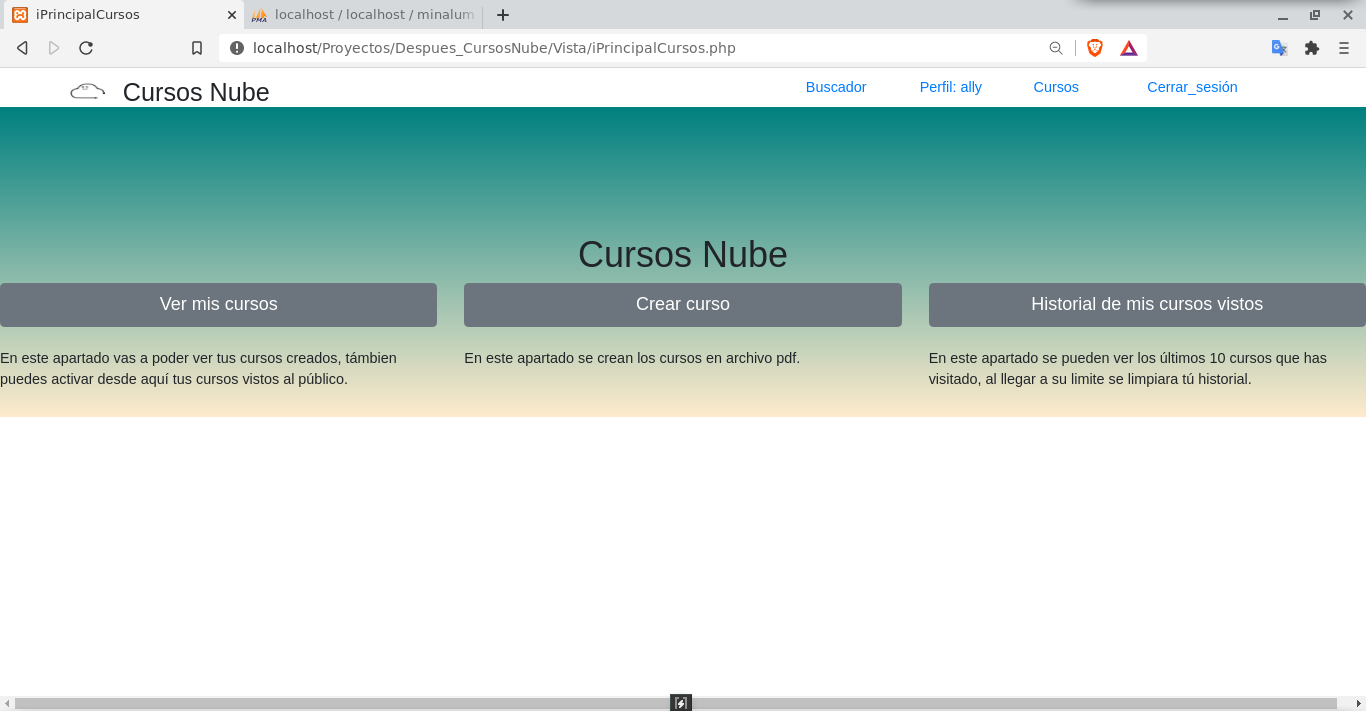 iPrincipalCursos
localhost / localhost / minalum
localhost/Proyectos/Despues_CursosNube/Vista/iPrincipalCursos.php
Cursos Nube
Buscador
Perfil: ally
Cursos
Cerrar_sesión
Cursos Nube
Ver mis cursos
Crear curso
Historial de mis cursos vistos
En este apartado vas a poder ver tus cursos creados, támbien
puedes activar desde aquí tus cursos vistos al público.
En este apartado se crean los cursos en archivo pdf.
En este apartado se pueden ver los últimos 10 cursos que has
visitado, al llegar a su limite se limpiara tú historial.